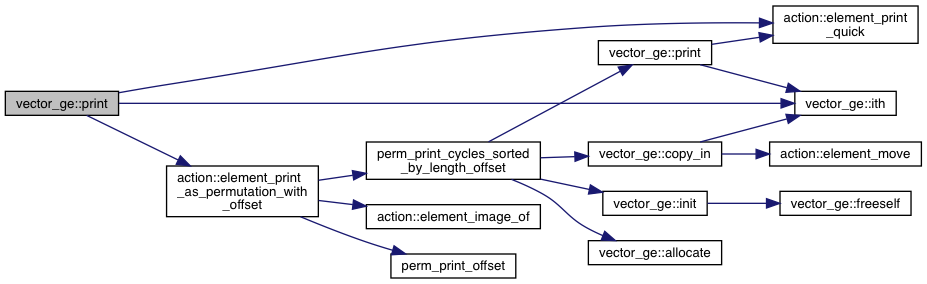 vector_ge::print
action::element_print
_as_permutation_with
_offset
perm_print_cycles_sorted
_by_length_offset
action::element_image_of
perm_print_offset
vector_ge::print
vector_ge::copy_in
vector_ge::init
vector_ge::allocate
action::element_print
_quick
vector_ge::ith
action::element_move
vector_ge::freeself